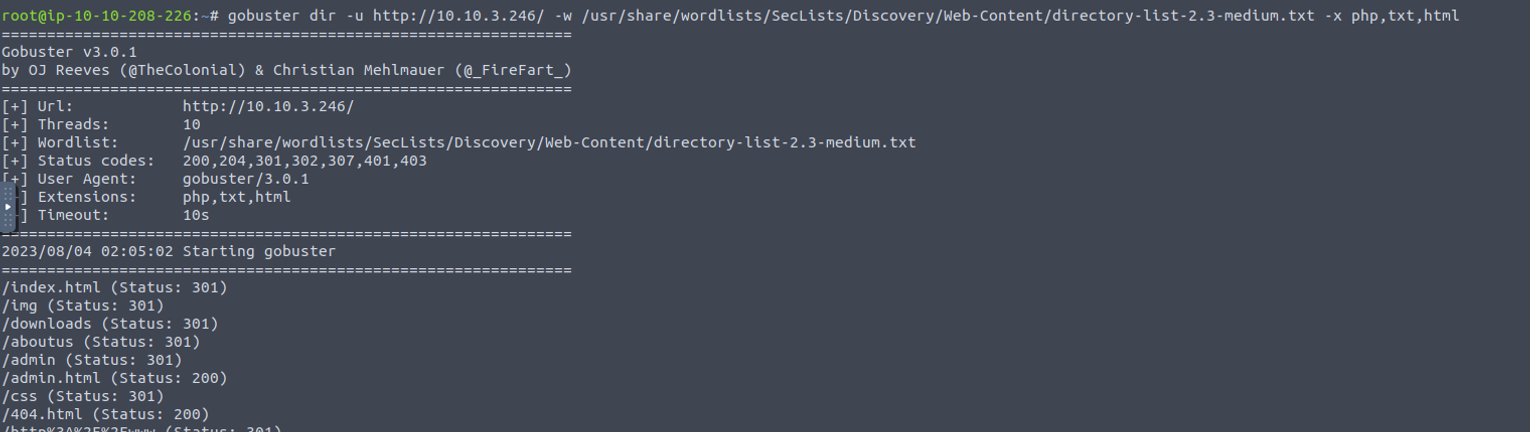 root@ip-10-10-208-226:~# gobuster dir -u http://10.10.3.246/ -w /usr/share/wordlists/SecLists/Discovery/Web-Content/directory-list-2.3-medium.txt -x php,txt,html
===============================================================
Gobuster v3.0.1
by OJ Reeves (@TheColonial) & Christian Mehlmauer (@_FireFart_)
===============================================================
[+] Url:            http://10.10.3.246/
[+] Threads:        10
[+] Wordlist:       /usr/share/wordlists/SecLists/Discovery/Web-Content/directory-list-2.3-medium.txt
[+] Status codes:   200,204,301,302,307,401,403
[+] User Agent:     gobuster/3.0.1
] Extensions:     php,txt,html
] Timeout:        10s
===============================================================
2023/08/04 02:05:02 Starting gobuster
===============================================================
/index.html (Status: 301)
/img (Status: 301)
/downloads (Status: 301)
/aboutus (Status: 301)
/admin (Status: 301)
/admin.html (Status: 200)
/css (Status: 301)
/404.html (Status: 200)
/http%3A%2F%2Fwww (Status: 301)